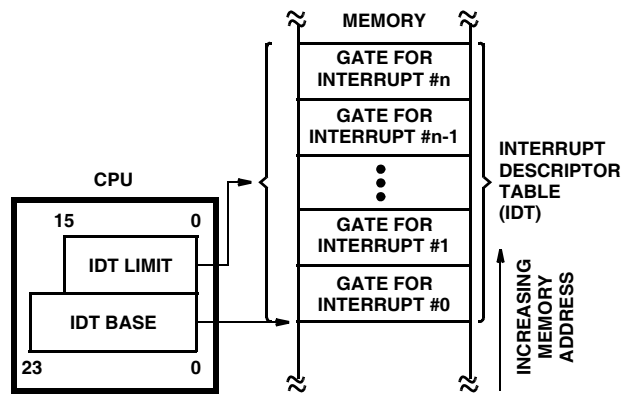 MEMORY
GATE FOR
INTERRUPT #n
GATE FOR
INTERRUPT #n-1
GATE FOR
INTERRUPT #1
GATE FOR
INTERRUPT #0
INTERRUPT
DESCRIPTOR
TABLE
(IDT)
INCREASING
MEMORY
ADDRESS
CPU
15 0
IDT LIMIT
IDT BASE
23 0